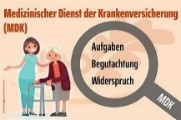 Medizinischer Dienst der Krankenversicherung
(MDK)
Aufgaben
Begutachtung
Widerspruch
MDK